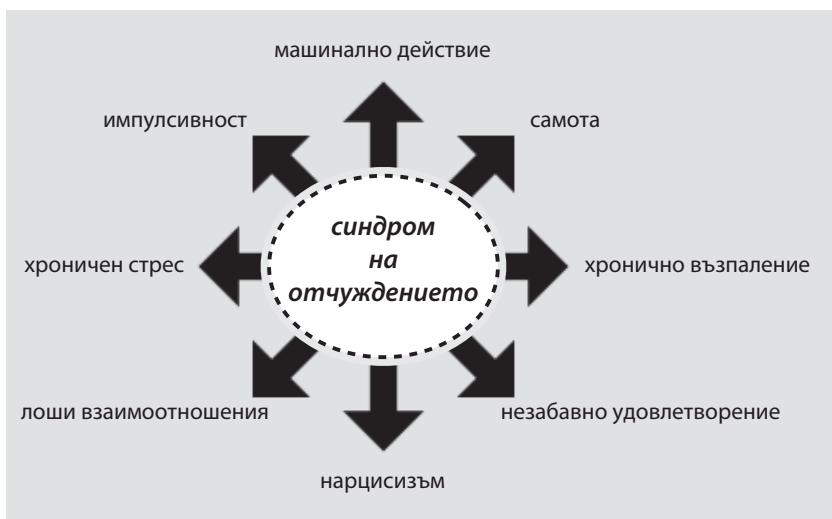 машинално действие
импулсивност
самота
синдром
на
отчуждението
хроничен стрес
хронично възпаление
лоши взаимоотношения
незабавно удовлетворение
нарцисизъм